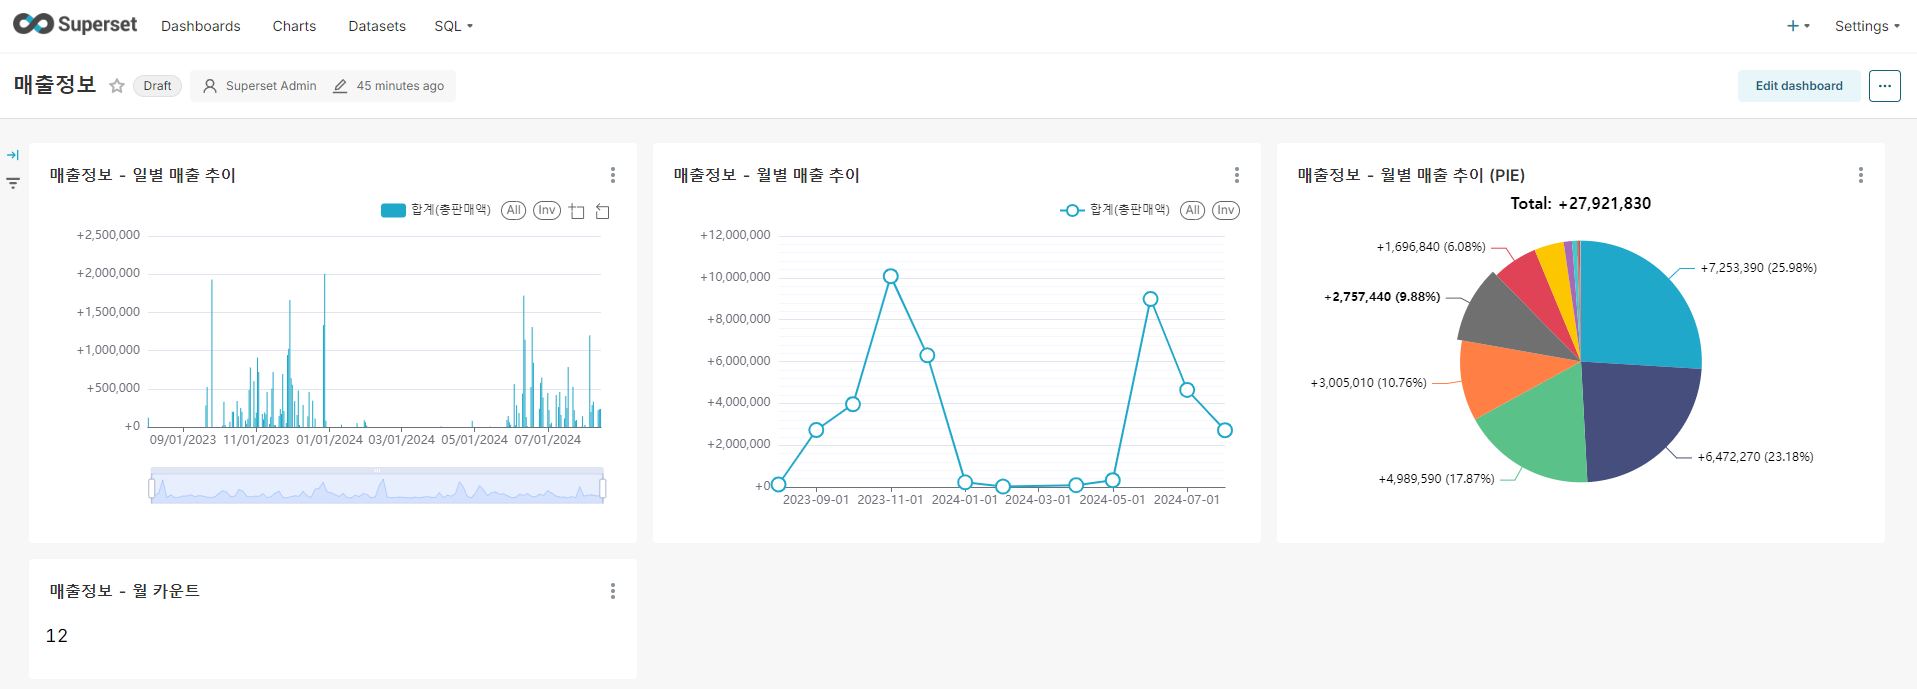 Superset Dashboards Charts Datasets SQL Settings
매출정보 Draft Superset Admin 45 minutes ago Edit dashboard
매출정보 - 일별 매출 추이
합계(총판매액) All Inv
+2,500,000
+2,000,000
+1,500,000
+1,000,000
+500,000
+0
09/01/2023 11/01/2023 01/01/2024 03/01/2024 05/01/2024 07/01/2024
매출정보 - 월별 매출 추이
합계(총판매액) All Inv
+12,000,000
+10,000,000
+8,000,000
+6,000,000
+4,000,000
+2,000,000
+0
2023-09-01 2023-11-01 2024-01-01 2024-03-01 2024-05-01 2024-07-01
매출정보 - 월별 매출 추이 (PIE)
Total: +27,921,830
+1,696,840 (6.08%)
+7,253,390 (25.98%)
+2,757,440 (9.88%)
+3,005,010 (10.76%)
+6,472,270 (23.18%)
+4,989,590 (17.87%)
매출정보 - 월 카운트
12